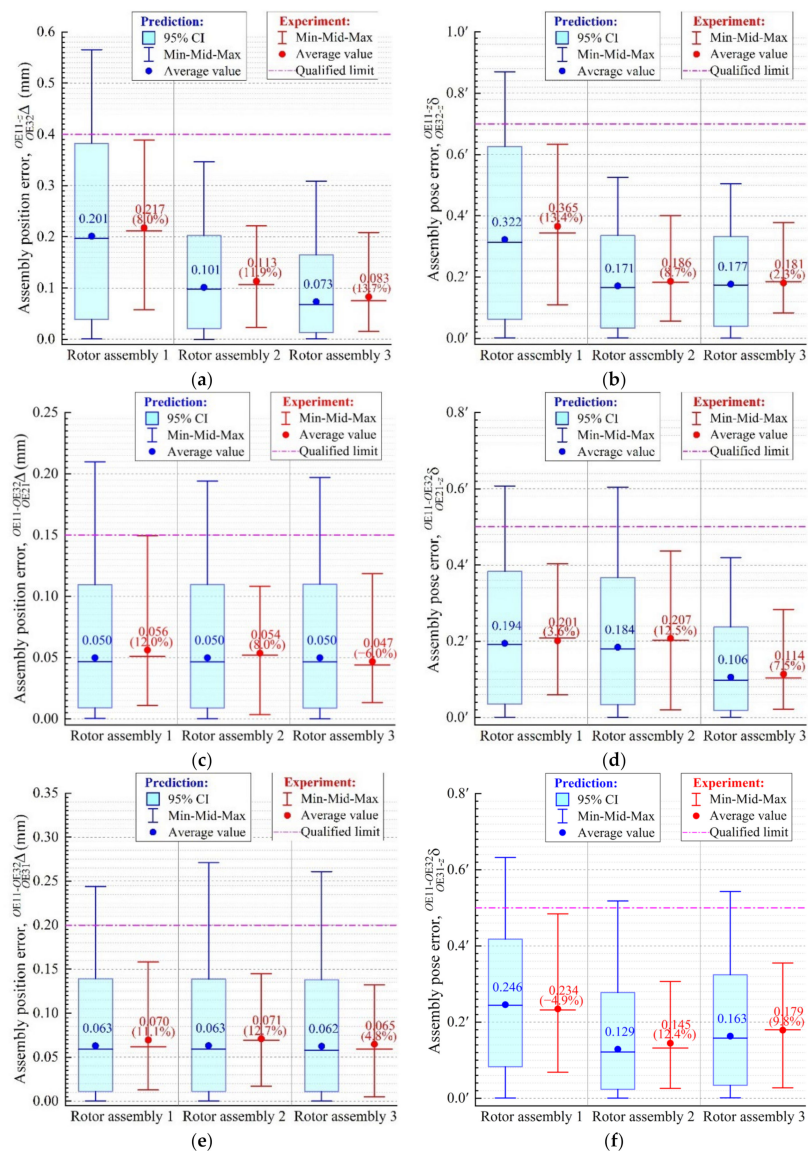 Prediction:
95% CI
Min-Mid-Max
Average value
Experiment:
Min-Mid-Max
Average value
Qualified limit
Assembly position error, OE11-z OE32 Δ (mm)
0.6
0.5
0.4
0.3
0.2
0.1
0.0
0.201
0.217
(8.0%)
0.101
0.113
(11.9%)
0.073
0.083
(13.7%)
Rotor assembly 1
Rotor assembly 2
Rotor assembly 3
(a)
Prediction:
95% CI
Min-Mid-Max
Average value
Experiment:
Min-Mid-Max
Average value
Qualified limit
Assembly pose error, OE11-z OE32-z δ
1.0′
0.8′
0.6′
0.4′
0.2′
0.0′
0.322
0.365
(13.4%)
0.171
0.186
(8.7%)
0.177
0.181
(2.3%)
Rotor assembly 1
Rotor assembly 2
Rotor assembly 3
(b)
Prediction:
95% CI
Min-Mid-Max
Average value
Experiment:
Min-Mid-Max
Average value
Qualified limit
Assembly position error, OE11-OE32 OE21 Δ (mm)
0.25
0.20
0.15
0.10
0.05
0.00
0.050
0.056
(12.0%)
0.050
0.054
(8.0%)
0.050
0.047
(−6.0%)
Rotor assembly 1
Rotor assembly 2
Rotor assembly 3
(c)
Prediction:
95% CI
Min-Mid-Max
Average value
Experiment:
Min-Mid-Max
Average value
Qualified limit
Assembly pose error, OE11-OE32 OE21-z δ
0.8′
0.6′
0.4′
0.2′
0.0′
0.194
0.201
(3.6%)
0.184
0.207
(12.5%)
0.106
0.114
(7.5%)
Rotor assembly 1
Rotor assembly 2
Rotor assembly 3
(d)
Prediction:
95% CI
Min-Mid-Max
Average value
Experiment:
Min-Mid-Max
Average value
Qualified limit
Assembly position error, OE11-OE32 OE31 Δ (mm)
0.35
0.30
0.25
0.20
0.15
0.10
0.05
0.00
0.063
0.070
(11.1%)
0.063
0.071
(12.7%)
0.062
0.065
(4.8%)
Rotor assembly 1
Rotor assembly 2
Rotor assembly 3
(e)
Prediction:
95% CI
Min-Mid-Max
Average value
Experiment:
Min-Mid-Max
Average value
Qualified limit
Assembly pose error, OE11-OE32 OE31-z δ
0.8′
0.6′
0.4′
0.2′
0.0′
0.246
0.234
(−4.9%)
0.129
0.145
(12.4%)
0.163
0.179
(9.8%)
Rotor assembly 1
Rotor assembly 2
Rotor assembly 3
(f)